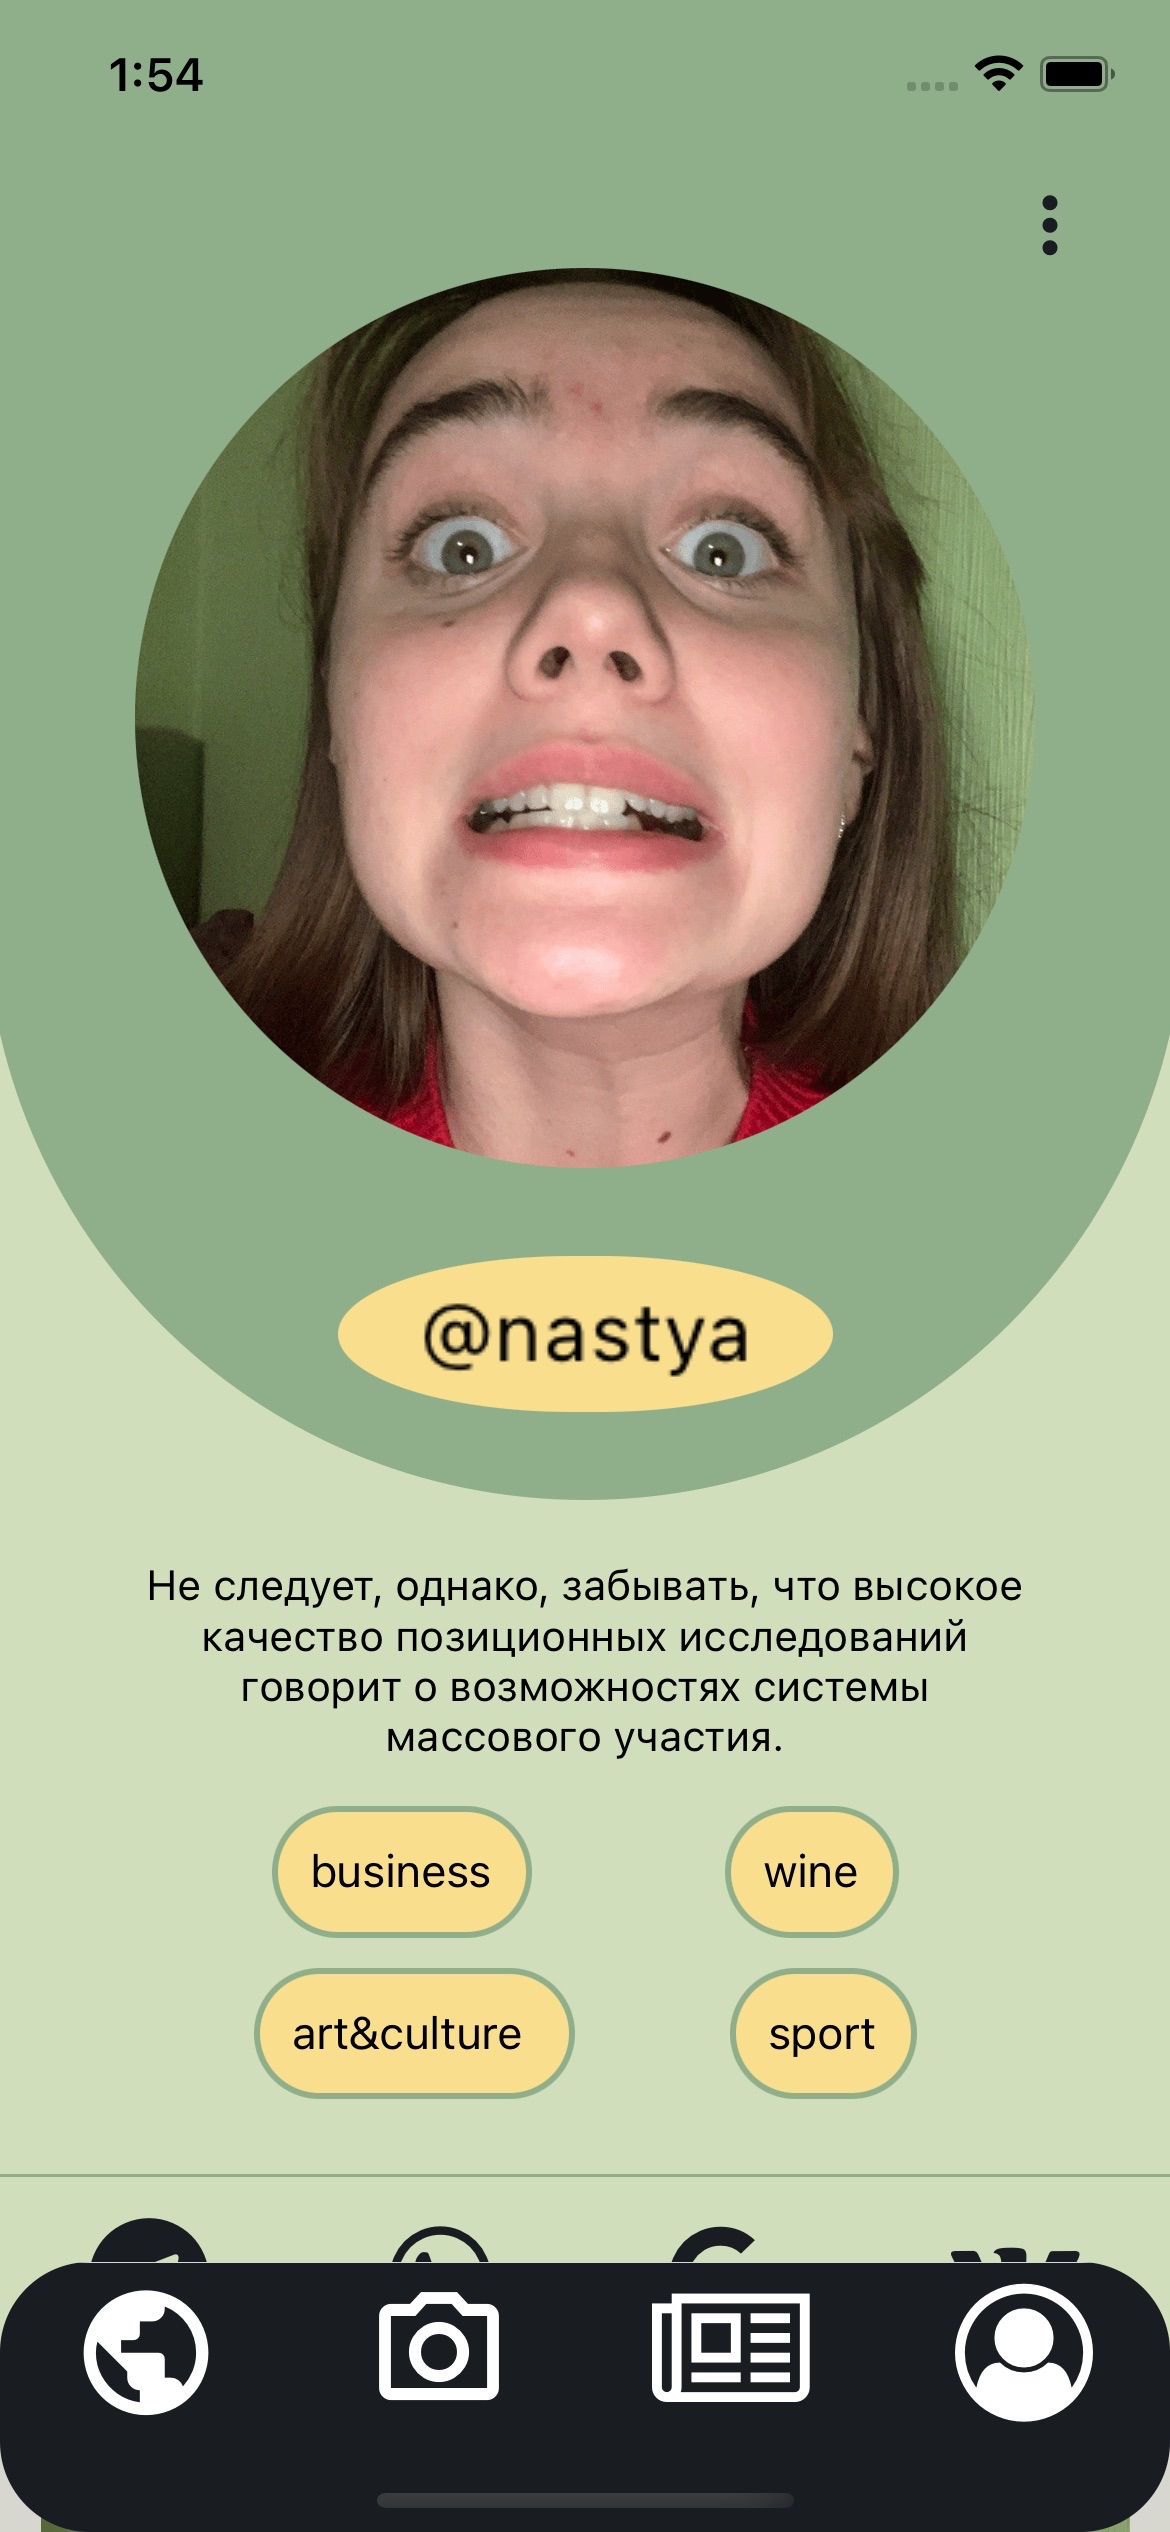 1:54
@nastya
Не следует, однако, забывать, что высокое
качество позиционных исследований
говорит о возможностях системы
массового участия.
business
wine
art&culture
sport